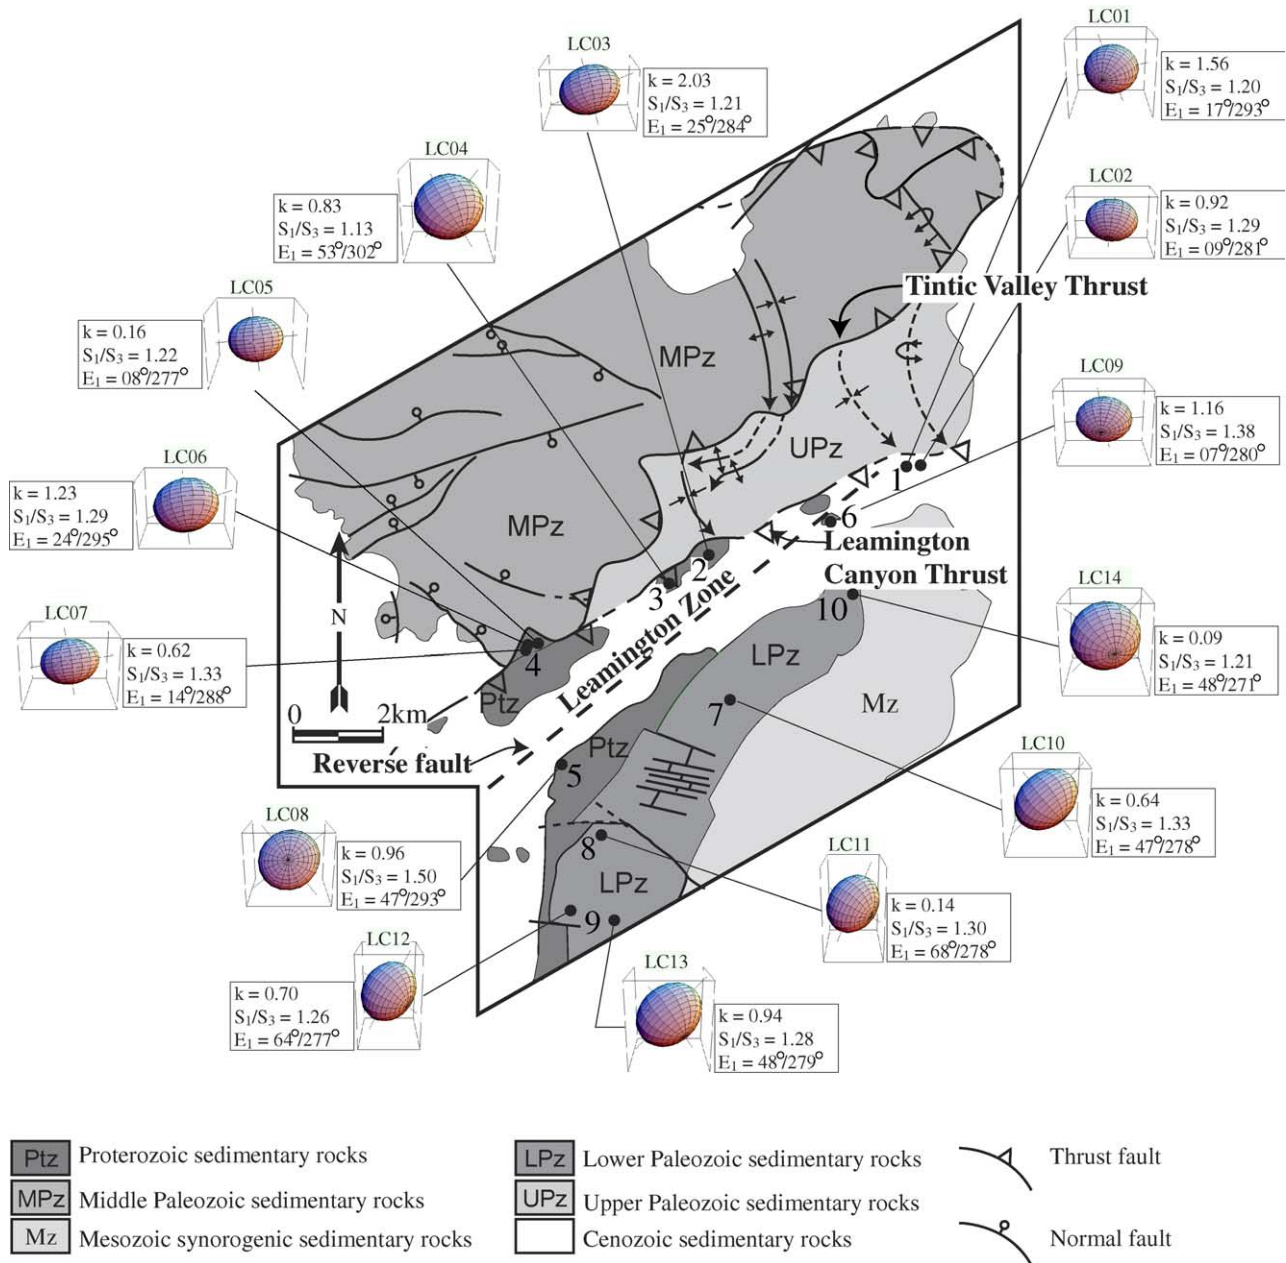 LC01
k = 1.56
S1/S3 = 1.20
E1 = 17°/293°
LC03
k = 2.03
S1/S3 = 1.21
E1 = 25°/284°
LC04
k = 0.83
S1/S3 = 1.13
E1 = 53°/302°
LC02
k = 0.92
S1/S3 = 1.29
E1 = 09°/281°
LC05
k = 0.16
S1/S3 = 1.22
E1 = 08°/277°
Tintic Valley Thrust
MPz
LC09
k = 1.16
S1/S3 = 1.38
E1 = 07°/280°
UPz
LC06
k = 1.23
S1/S3 = 1.29
E1 = 24°/295°
MPz
1
6
Leamington
Canyon Thrust
2
3
Leamington Zone
10
LC14
k = 0.09
S1/S3 = 1.21
E1 = 48°/271°
N
LC07
k = 0.62
S1/S3 = 1.33
E1 = 14°/288°
4
LPz
Ptz
7
Mz
0 2km
Reverse fault
Ptz
5
LC10
k = 0.64
S1/S3 = 1.33
E1 = 47°/278°
LC08
k = 0.96
S1/S3 = 1.50
E1 = 47°/293°
8
LC11
k = 0.14
S1/S3 = 1.30
E1 = 68°/278°
LPz
9
LC12
k = 0.70
S1/S3 = 1.26
E1 = 64°/277°
LC13
k = 0.94
S1/S3 = 1.28
E1 = 48°/279°
Ptz Proterozoic sedimentary rocks
MPz Middle Paleozoic sedimentary rocks
Mz Mesozoic synorogenic sedimentary rocks
LPz Lower Paleozoic sedimentary rocks
UPz Upper Paleozoic sedimentary rocks
Cenozoic sedimentary rocks
Thrust fault
Normal fault